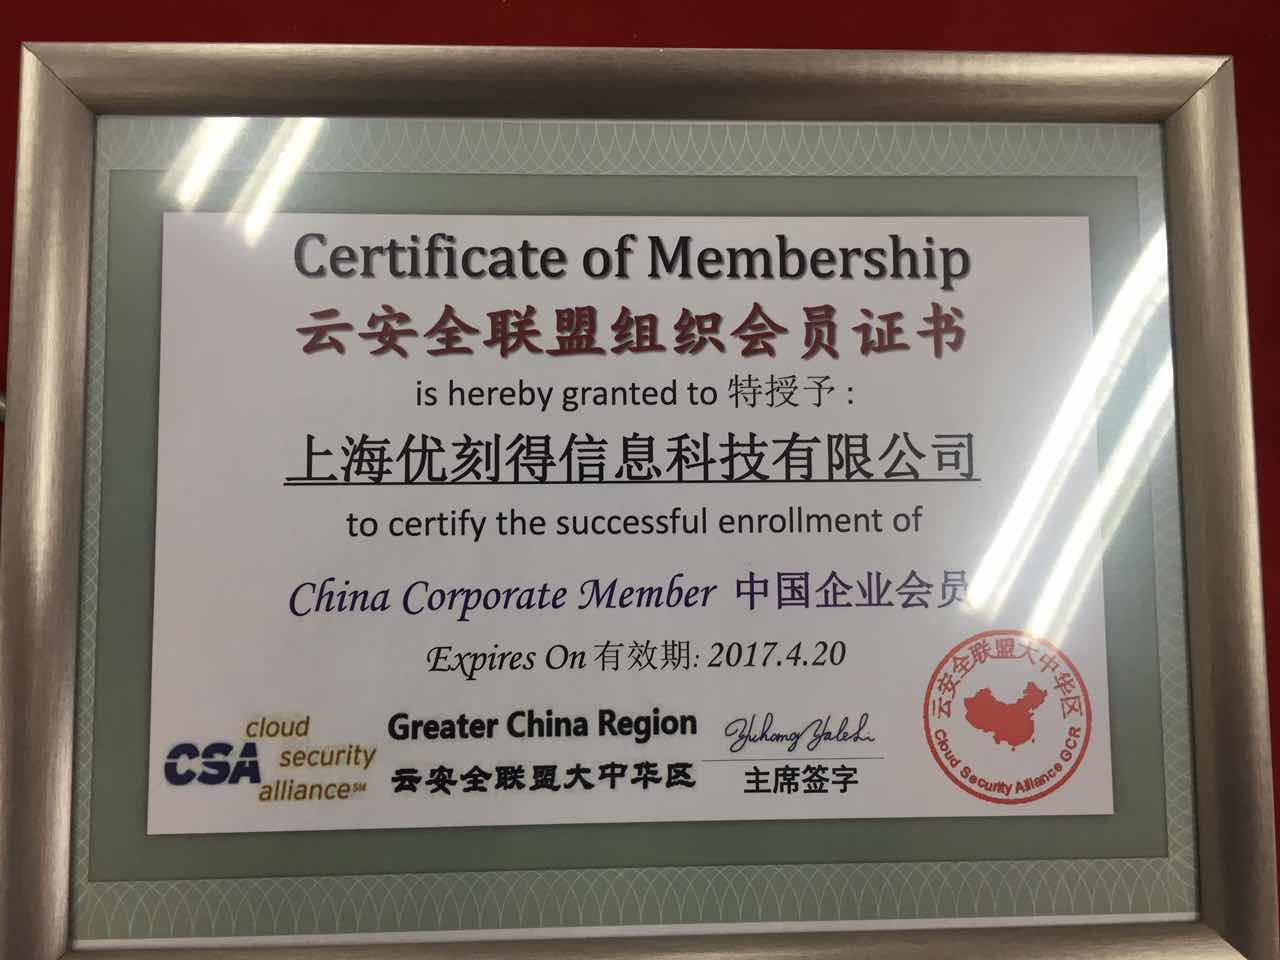 Certificate of Membership
云安全联盟组织会员证书
is hereby granted to 特授予 :
上海优刻得信息科技有限公司
to certify the successful enrollment of
China Corporate Member 中国企业会员
Expires On 有效期: 2017.4.20
CSA cloud security alliance℠
Greater China Region
云安全联盟大中华区
Yuhong Yale Li
主席签字
云安全联盟大中华区
Cloud Security Alliance GCR